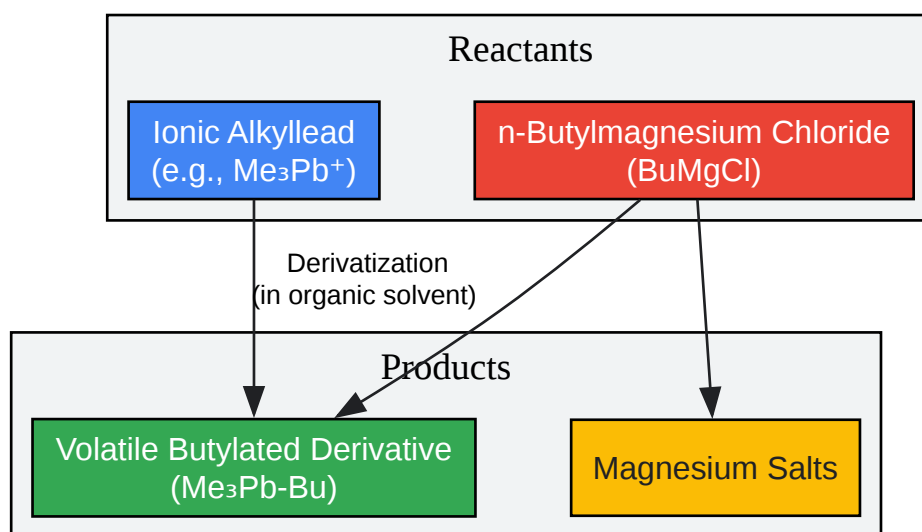 Reactants
Ionic Alkyllead
(e.g., Me₃Pb⁺)
n-Butylmagnesium Chloride
(BuMgCl)
Derivatization
(in organic solvent)
Products
Volatile Butylated Derivative
(Me₃Pb-Bu)
Magnesium Salts